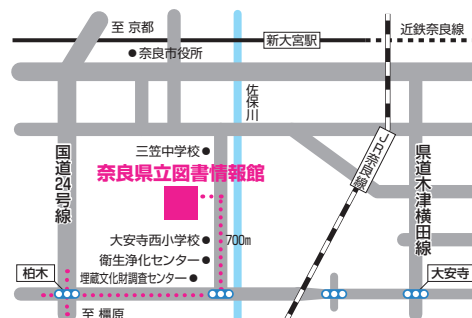 至 京都
新大宮駅
近鉄奈良線
奈良市役所
佐保川
三笠中学校
奈良県立図書情報館
国道24号線
JR奈良線
県道木津横田線
大安寺西小学校
700m
衛生浄化センター
埋蔵文化財調査センター
柏木
大安寺
至 橿原